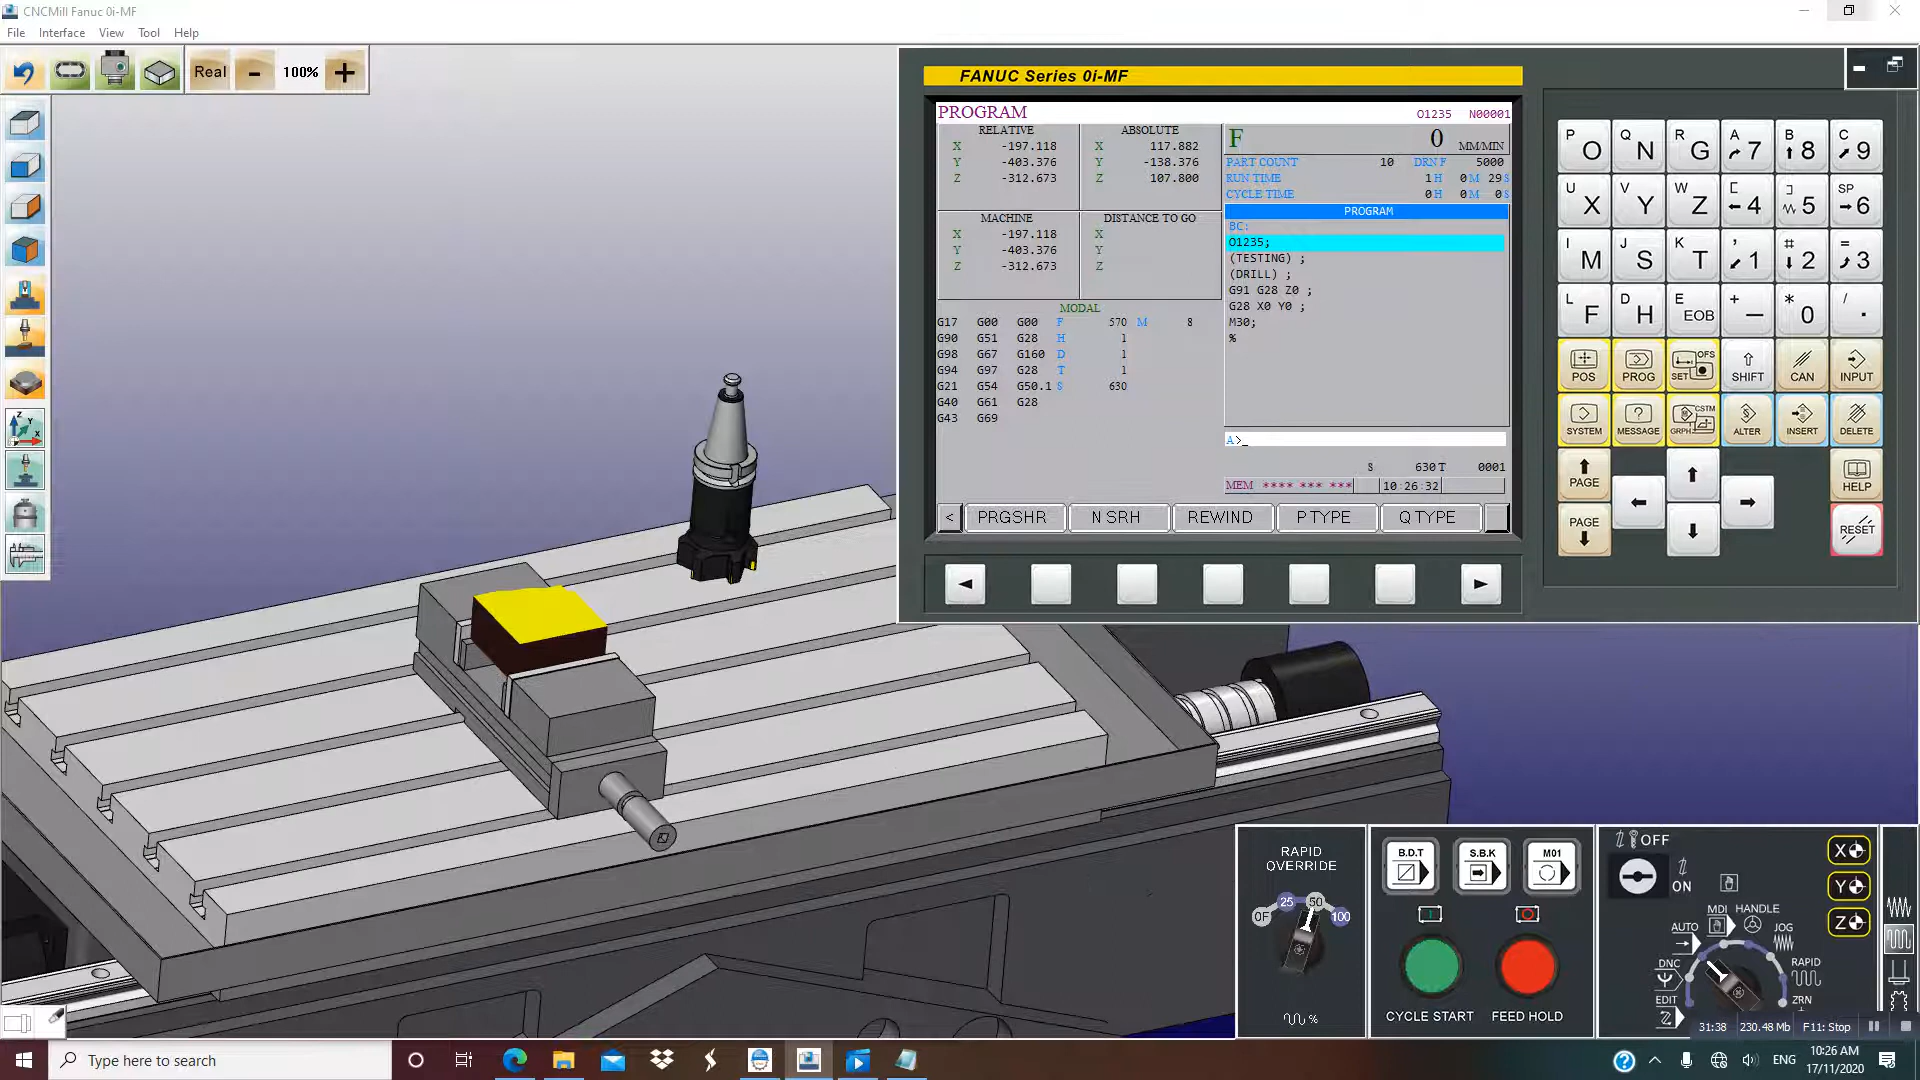 CNCMill Fanuc 0i-MF
File Interface View Tool Help
Real - 100% +
FANUC Series 0i-MF
PROGRAM O1235 N00001
RELATIVE
X -197.118
Y -403.376
Z -312.673
ABSOLUTE
X 117.882
Y -138.376
Z 107.800
MACHINE
X -197.118
Y -403.376
Z -312.673
DISTANCE TO GO
X
Y
Z
MODAL
G17 G00 G00 F 570 M 8
G90 G51 G28 H 1
G98 G67 G160 D 1
G94 G97 G28 T 1
G21 G54 G50.1 S 630
G40 G61 G28
G43 G69
F 0 MM/MIN
PART COUNT 10 DRN F 5000
RUN TIME 1H 0M 29S
CYCLE TIME 0H 0M 0S
PROGRAM
BC:
O1235;
(TESTING) ;
(DRILL) ;
G91 G28 Z0 ;
G28 X0 Y0 ;
M30;
%
A >_
S 630 T 0001
MEM **** *** *** 10:26:32
< PRGSHR N SRH REWIND P TYPE Q TYPE
P O Q N R G A 7 B 8 C 9
U X V Y W Z [ 4 ] 5 SP 6
I M J S K T , 1 # 2 = 3
L F D H E EOB + - * 0 / .
POS PROG OFS SET SHIFT CAN INPUT
SYSTEM MESSAGE CSTM GRPH ALTER INSERT DELETE
PAGE HELP
PAGE RESET
RAPID OVERRIDE
0F 25 50 100
%
B.D.T S.B.K M01
CYCLE START FEED HOLD
OFF
ON
X
Y
Z
MDI HANDLE
AUTO JOG
DNC RAPID
EDIT ZRN
31:38 230.48 Mb F11: Stop
Type here to search
ENG
10:26 AM
17/11/2020